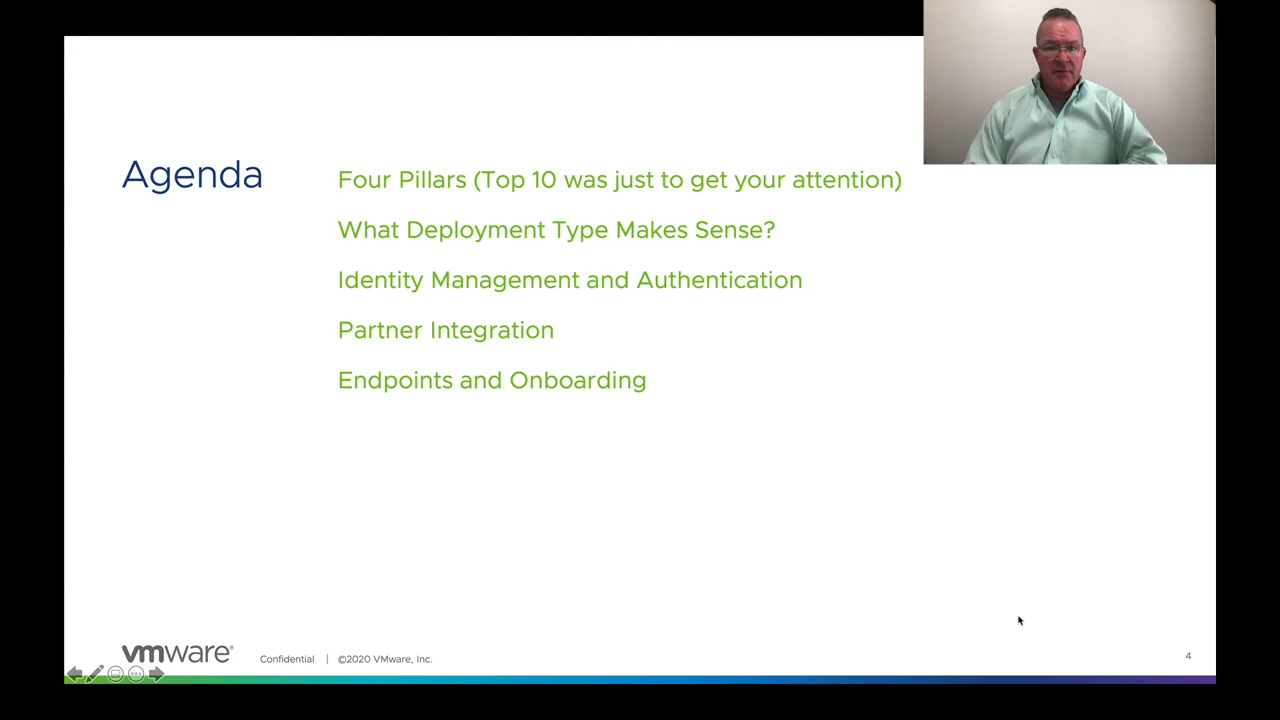 Agenda
Four Pillars (Top 10 was just to get your attention)
What Deployment Type Makes Sense?
Identity Management and Authentication
Partner Integration
Endpoints and Onboarding
vmware®
Confidential | ©2020 VMware, Inc.
4